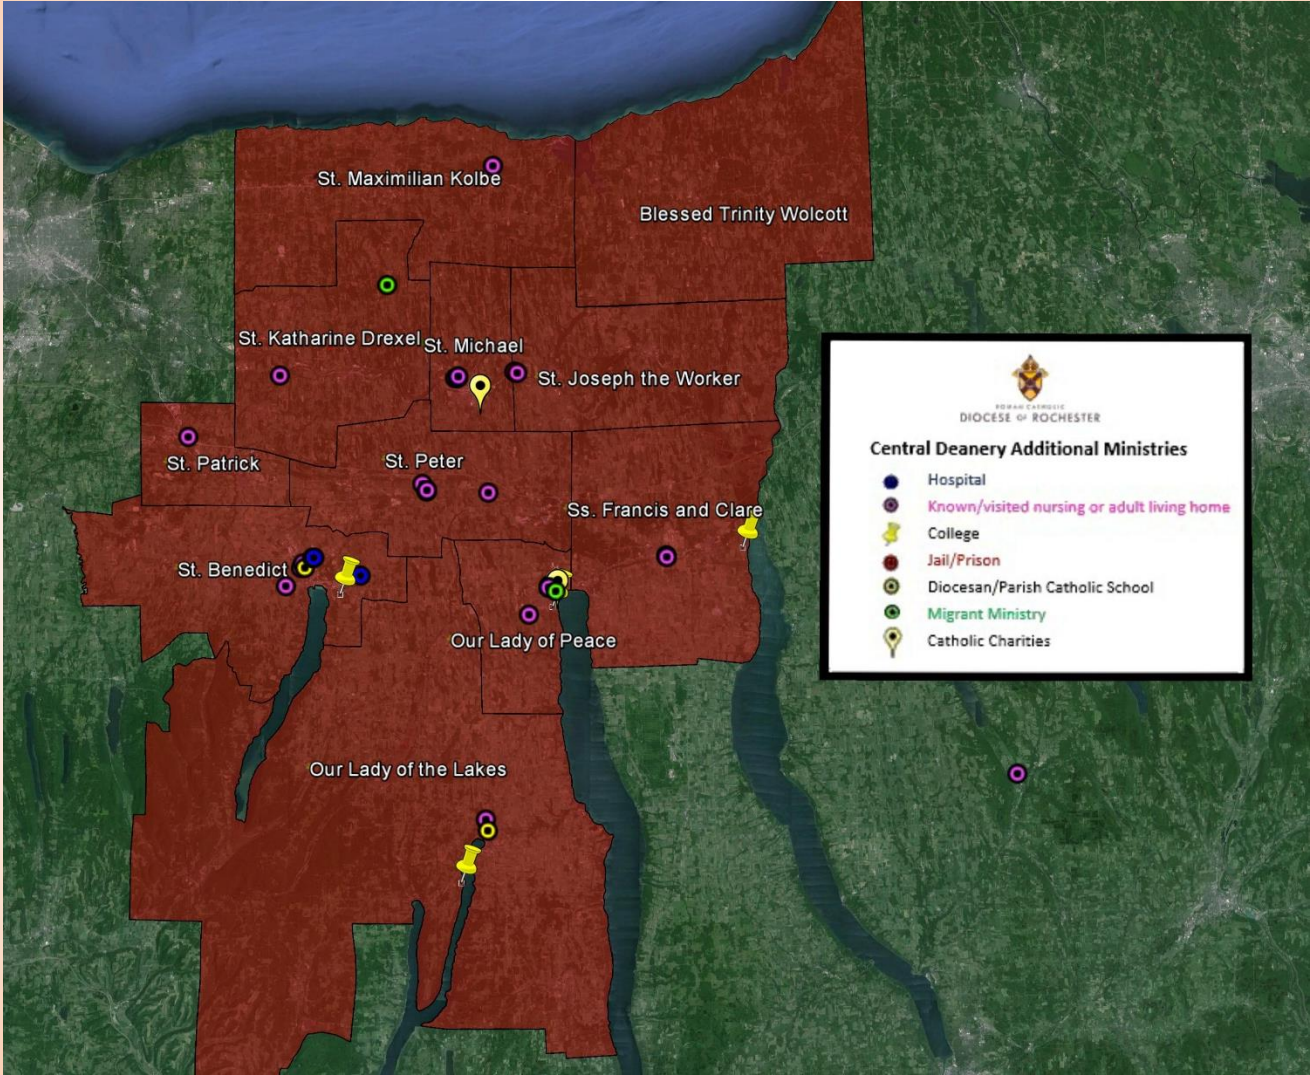 St. Maximilian Kolbe
Blessed Trinity Wolcott
St. Katharine Drexel
St. Michael
St. Joseph the Worker
St. Patrick
St. Peter
Ss. Francis and Clare
St. Benedict
Our Lady of Peace
Our Lady of the Lakes
ROMAN CATHOLIC
DIOCESE OF ROCHESTER
Central Deanery Additional Ministries
Hospital
Known/visited nursing or adult living home
College
Jail/Prison
Diocesan/Parish Catholic School
Migrant Ministry
Catholic Charities